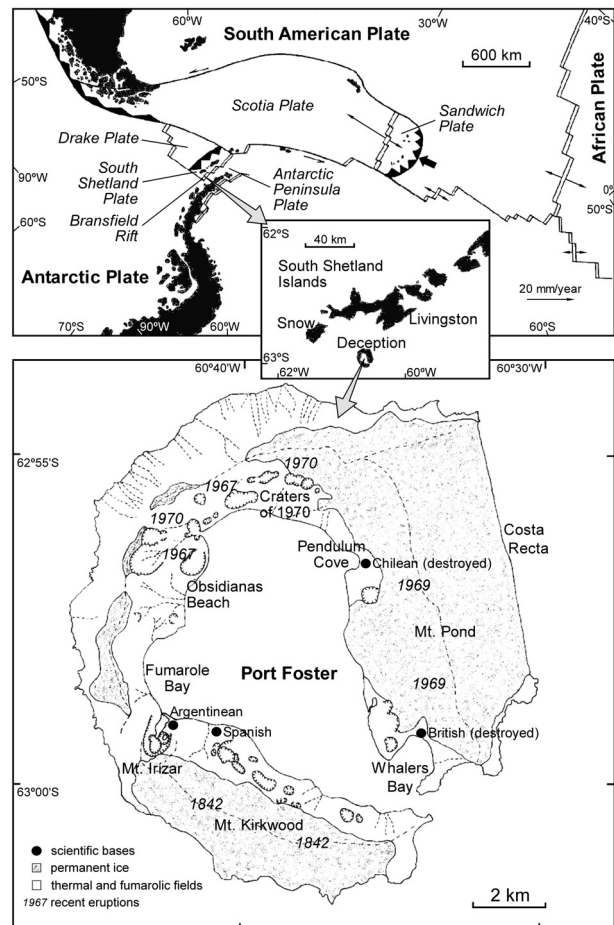 60°W
40°W
30°W
20°W
South American Plate
600 km
African Plate
50°S
Scotia Plate
Sandwich
Plate
Drake Plate
South
Shetland
Plate
Antarctic
Peninsula
Plate
90°W
Bransfield
Rift
60°S
0°
50°S
62°S
40 km
South Shetland
Islands
Antarctic Plate
20 mm/year
Snow
Livingston
Deception
70°S
90°W
60°W
63°S
62°W
60°W
60°S
60°40'W
60°30'W
62°55'S
1970
1967
Craters
of 1970
1970
Costa
Recta
Pendulum
Cove
Chilean (destroyed)
1967
Obsidianas
Beach
1969
Mt. Pond
Port Foster
Fumarole
Bay
1969
Argentinean
Spanish
British (destroyed)
Mt. Irizar
Whalers
Bay
63°00'S
1842
Mt. Kirkwood
1842
scientific bases
permanent ice
thermal and fumarolic fields
1967 recent eruptions
2 km